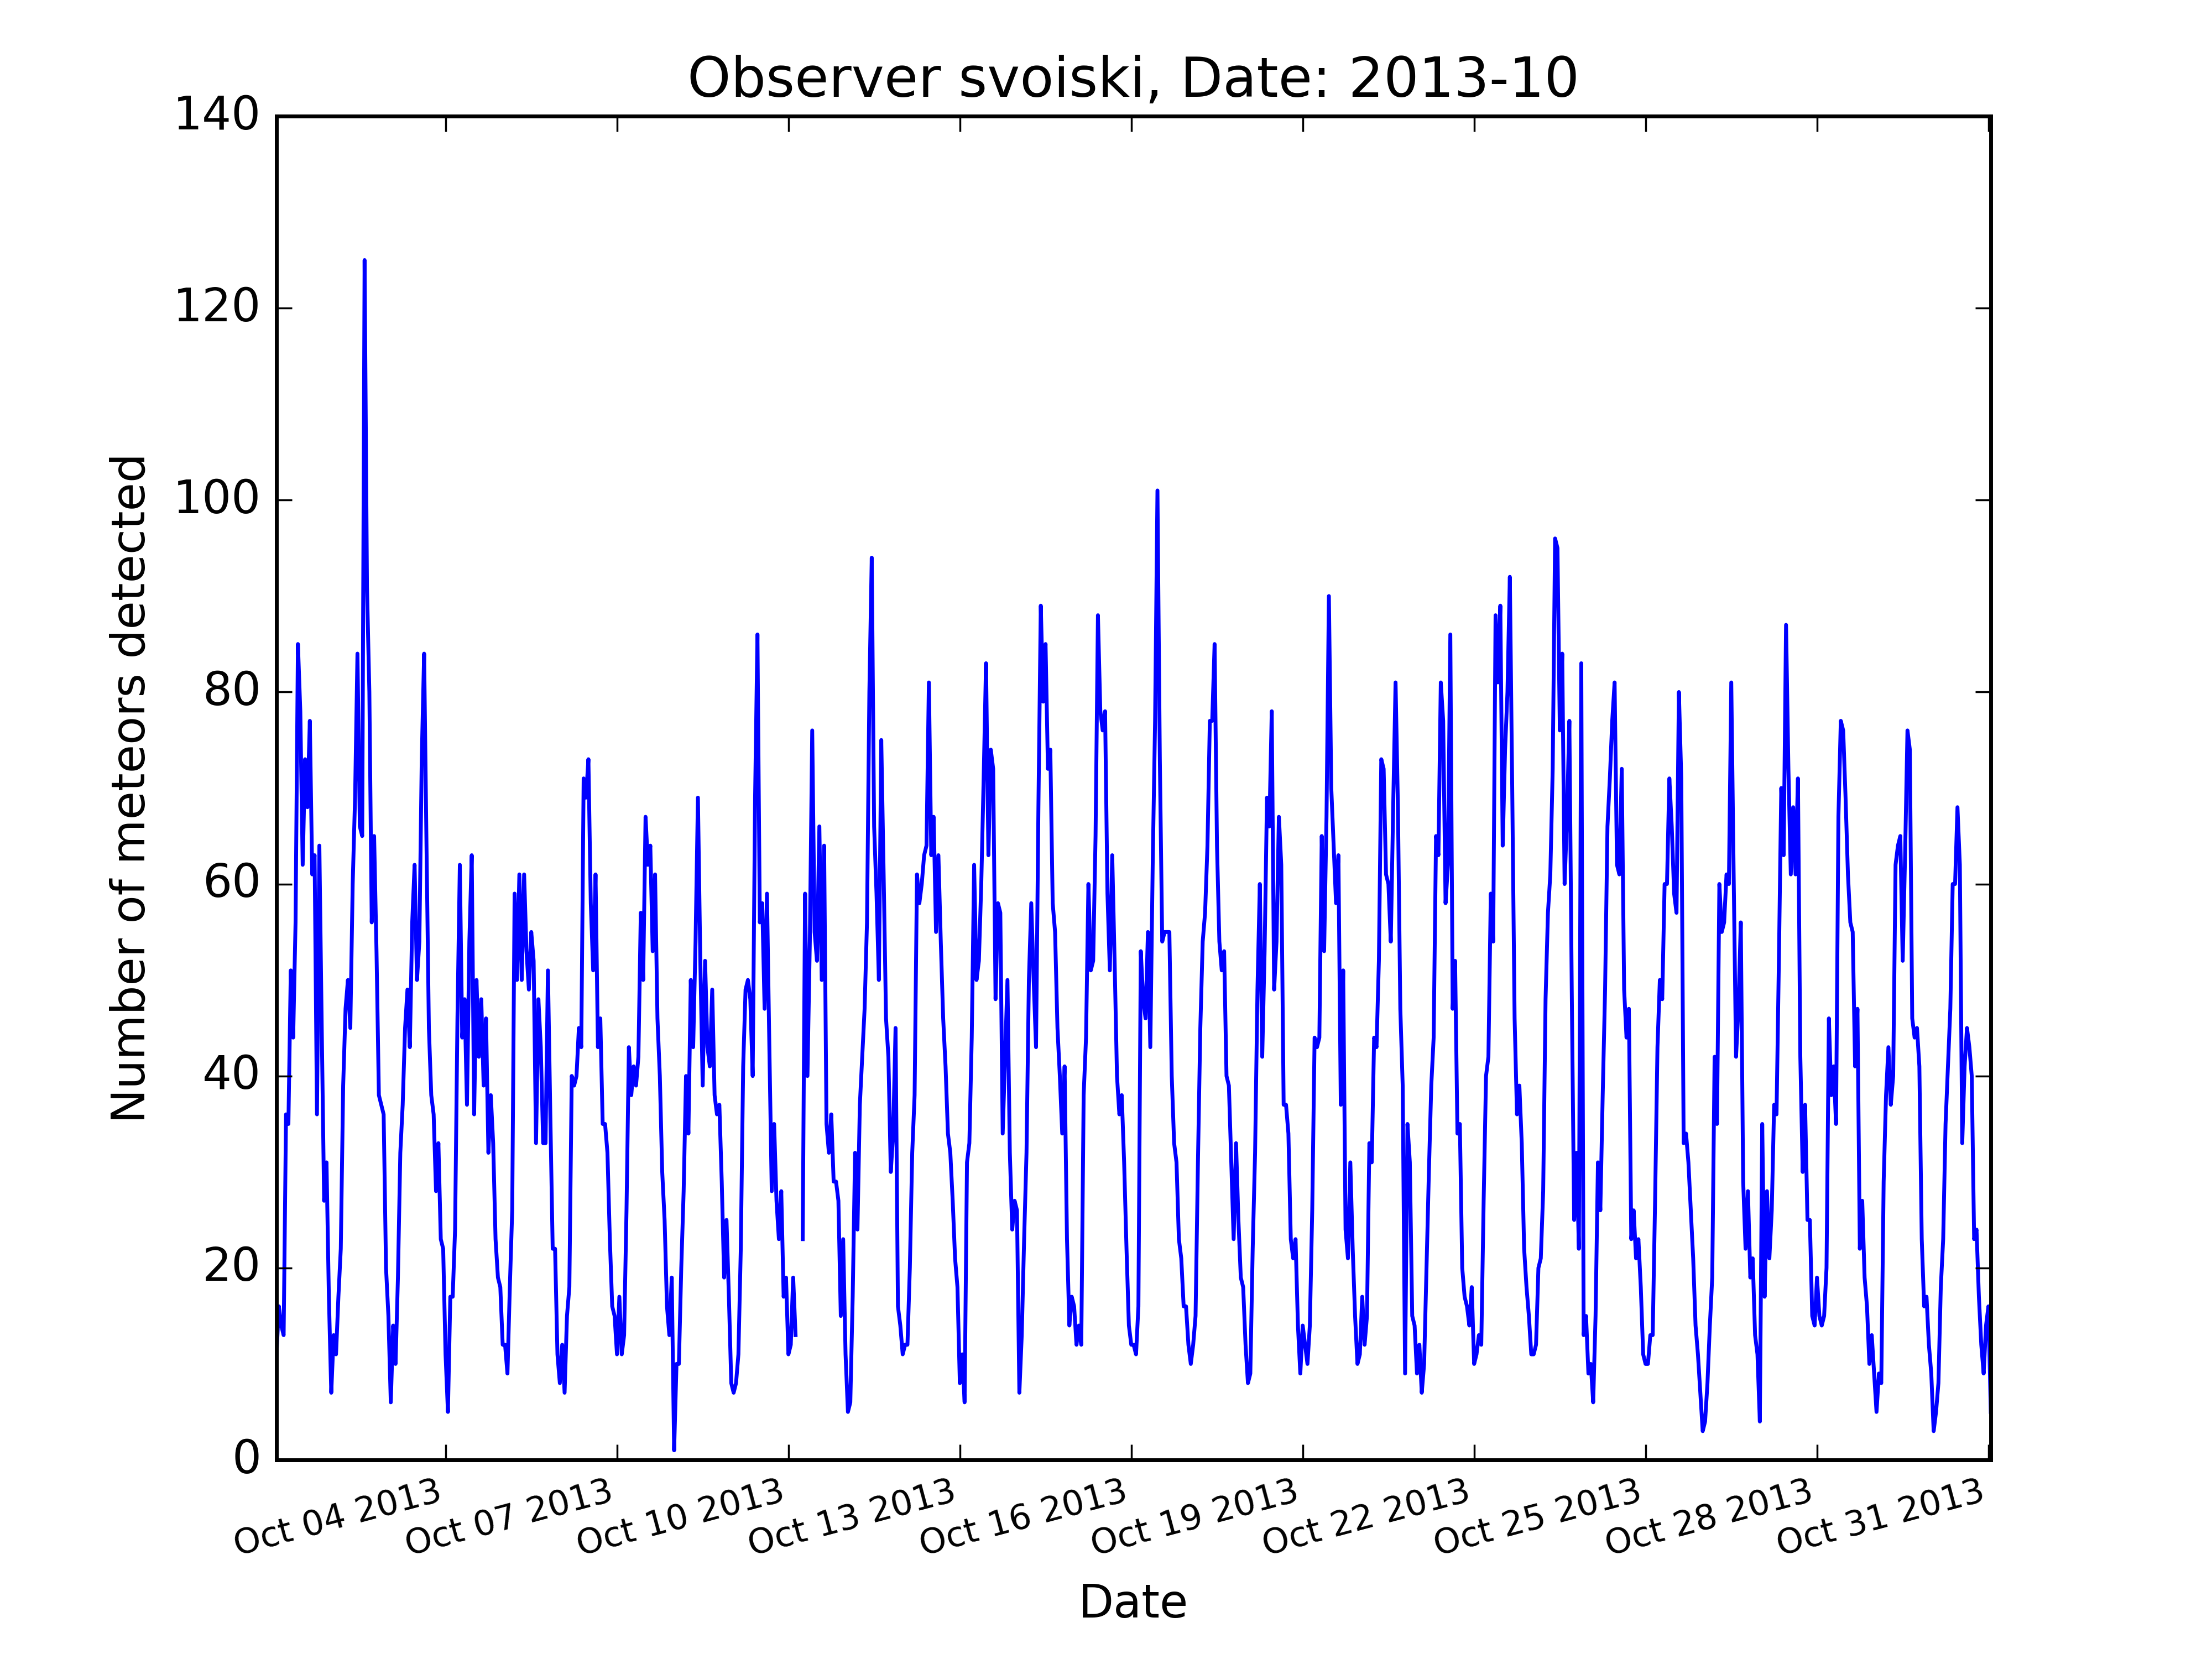 Observer svoiski, Date: 2013-10
140
120
100
80
60
40
20
0
Number of meteors detected
Oct 04 2013
Oct 07 2013
Oct 10 2013
Oct 13 2013
Oct 16 2013
Oct 19 2013
Oct 22 2013
Oct 25 2013
Oct 28 2013
Oct 31 2013
Date